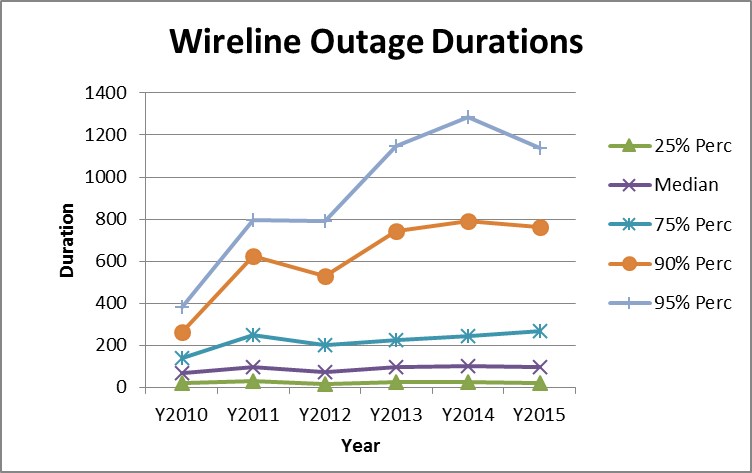 Wireline Outage Durations
1400
1200
1000
800
600
400
200
0
Duration
Y2010 Y2011 Y2012 Y2013 Y2014 Y2015
Year
25% Perc
Median
75% Perc
90% Perc
95% Perc